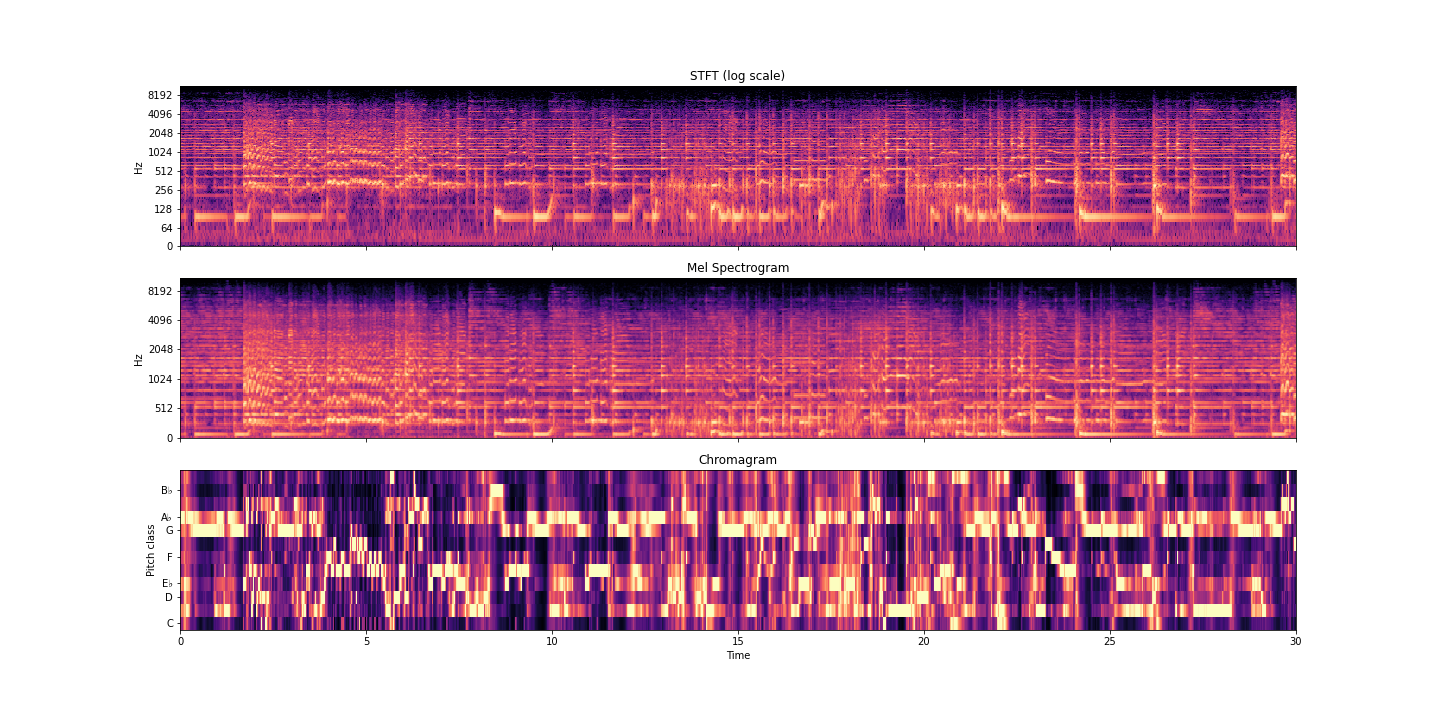 STFT (log scale)
8192
4096
2048
1024
512
256
128
64
0
Hz
Mel Spectrogram
8192
4096
2048
1024
512
0
Hz
Chromagram
B♭
A♭
G
F
E♭
D
C
Pitch class
0 5 10 15 20 25 30
Time